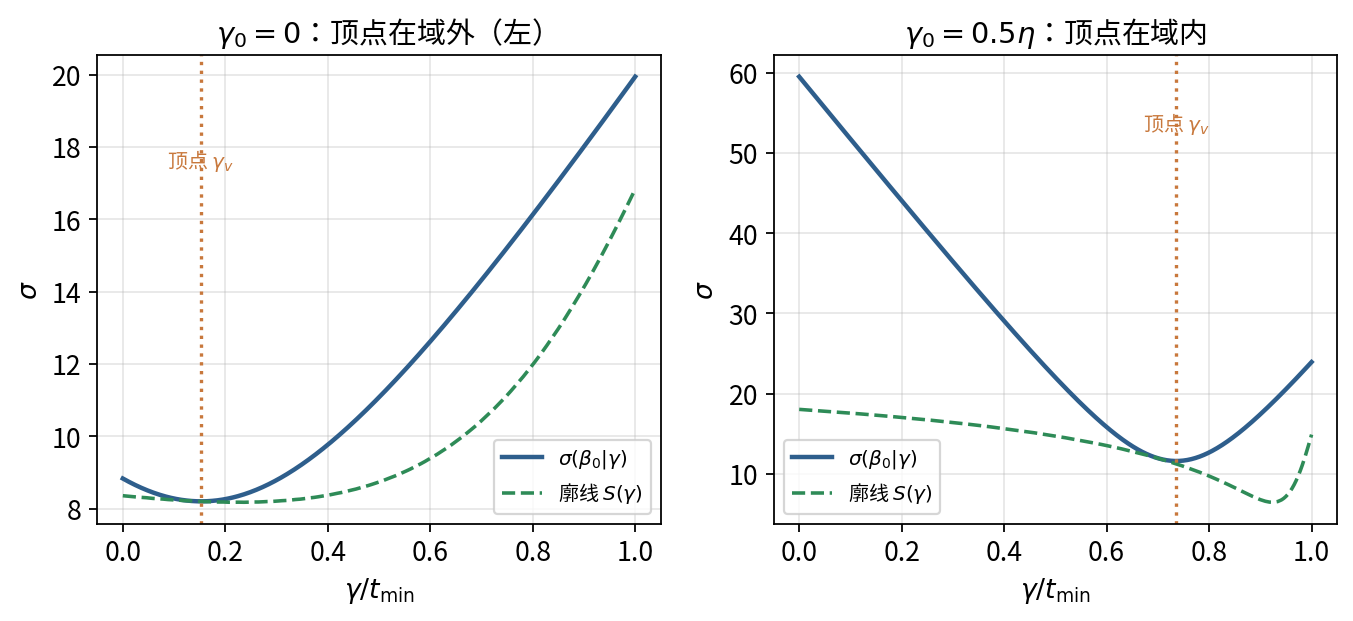 γ₀ = 0：顶点在域外（左）
20
18
16
14
12
10
8
σ
顶点 γᵥ
σ(β₀|γ)
廓线 S(γ)
0.0 0.2 0.4 0.6 0.8 1.0
γ/t_min
γ₀ = 0.5η：顶点在域内
60
50
40
30
20
10
σ
顶点 γᵥ
σ(β₀|γ)
廓线 S(γ)
0.0 0.2 0.4 0.6 0.8 1.0
γ/t_min